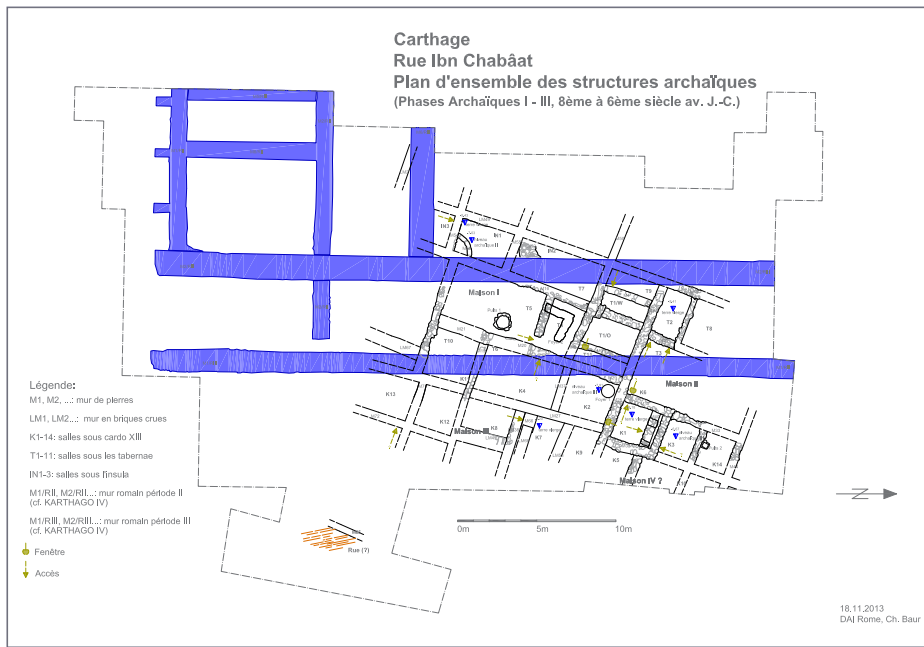 Carthage
Rue Ibn Chabâat
Plan d'ensemble des structures archaïques
(Phases Archaïques I - III, 8ème à 6ème siècle av. J.-C.)
IN3
IN1
Maison I
T7
T9
T1/W
T5
T2
T8
T1/O
T3
T10
M21
Maison II
K4
K6
K13
K2
K12
K8
Maison III
K7
K9
K1
K3
K5
K14
Maison IV ?
Légende:
M1, M2, ...: mur de pierres
LM1, LM2...: mur en briques crues
K1-14: salles sous cardo XIII
T1-11: salles sous les tabernae
IN1-3: salles sous l'insula
M1/RII, M2/RII...: mur romain période II
(cf. KARTHAGO IV)
M1/RIII, M2/RIII...: mur romain période III
(cf. KARTHAGO IV)
Fenêtre
Accès
Rue (?)
0m 5m 10m
N
18.11.2013
DAI Rome, Ch. Baur